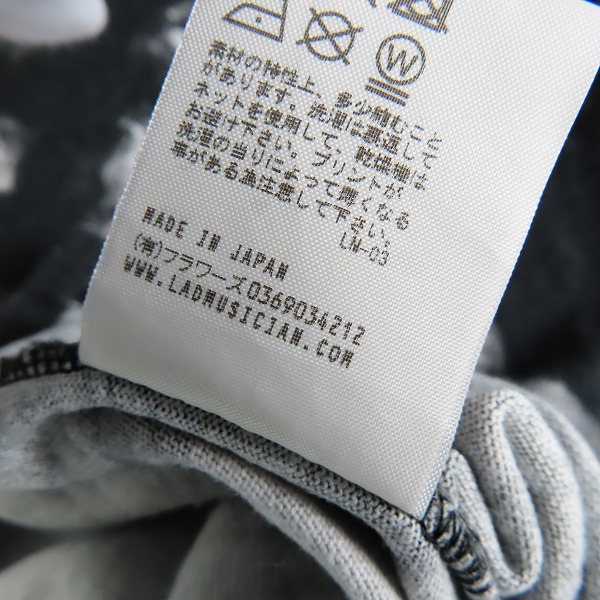 W
素材の特性上、多少縮むこと
があります。洗濯は裏返して
ネットを使用して、乾燥機は
お避け下さい。プリントが
洗濯の当りによって薄くなる
事がある為注意して下さい。
LM-03
MADE IN JAPAN
(有)フラワーズ0369034212
WWW.LADMUSICIAN.COM